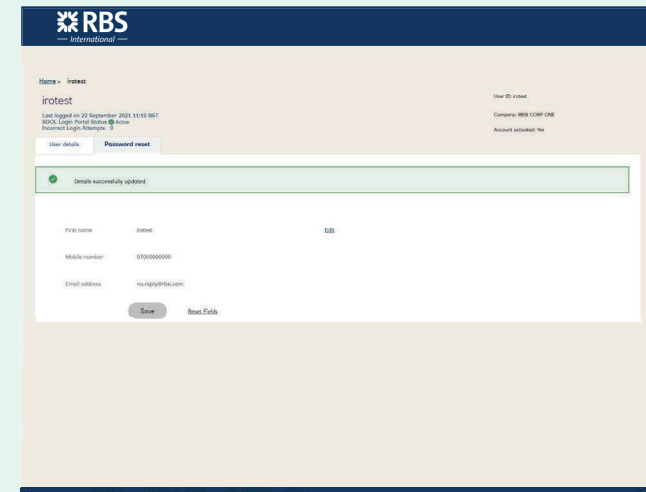 RBS
International
Home » irotest
irotest
User ID: irotest
Last logged on 22 September 2021 11:50 BST
SDOL Login Portal Status Active
Incorrect Login Attempts 0
Company: RBSI CORP ONE
Account activated: Yes
User details
Password reset
Details successfully updated
First name irotest Edit
Mobile number 07000000000
Email address no.reply@rbsi.com
Save Reset Fields